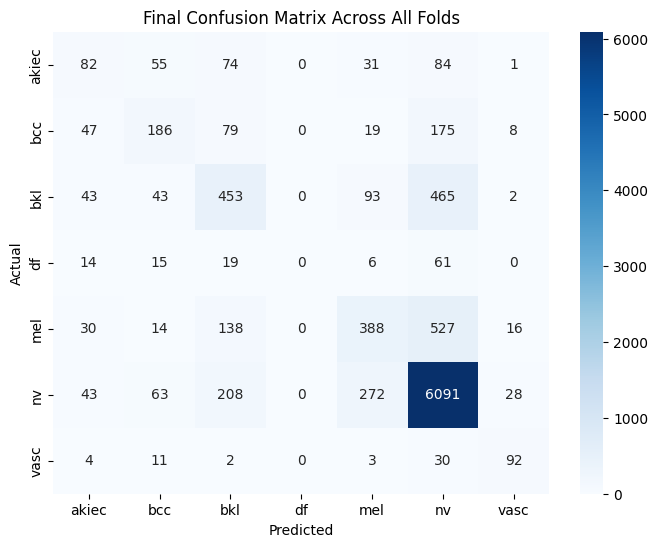 Final Confusion Matrix Across All Folds
akiec 82 55 74 0 31 84 1
bcc 47 186 79 0 19 175 8
bkl 43 43 453 0 93 465 2
df 14 15 19 0 6 61 0
mel 30 14 138 0 388 527 16
nv 43 63 208 0 272 6091 28
vasc 4 11 2 0 3 30 92
akiec bcc bkl df mel nv vasc
Predicted
Actual
6000
5000
4000
3000
2000
1000
0